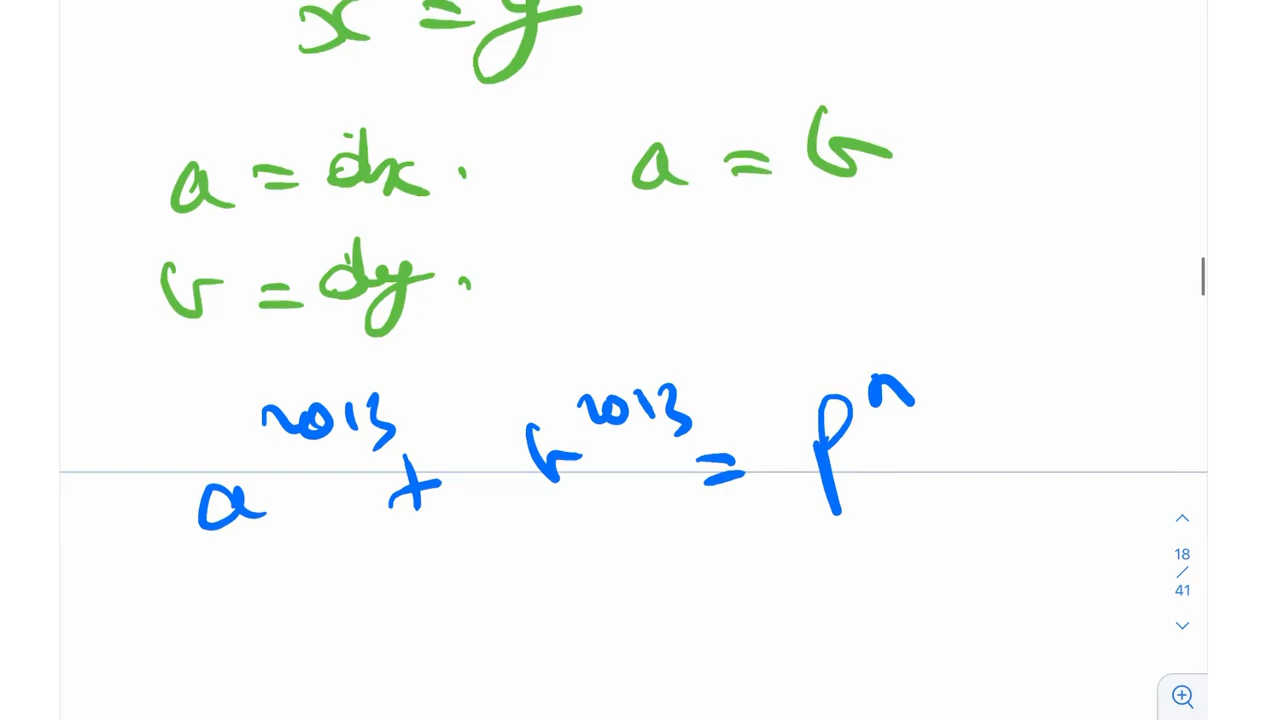 x = y
a = dx. a = b
b = dy.
a^2013 + b^2013 = p^n
18
/
41